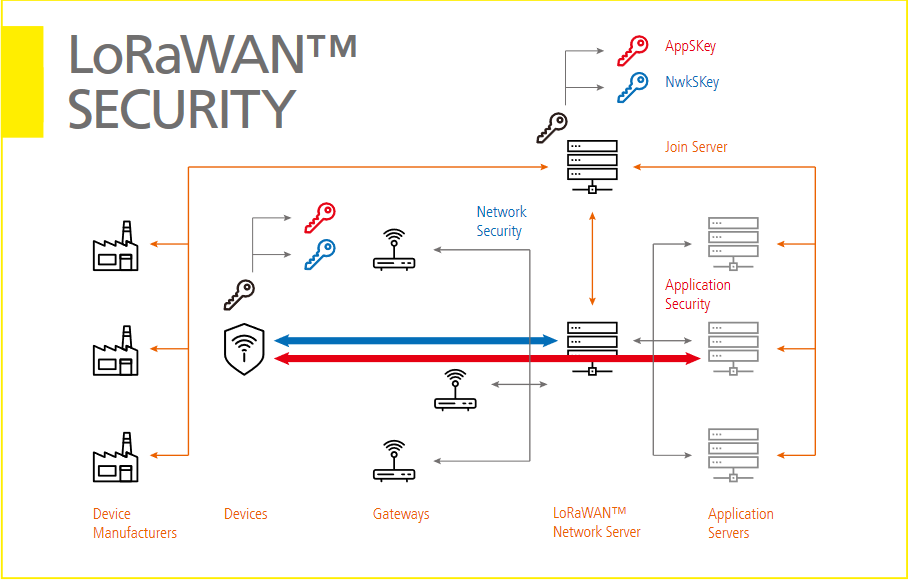 LoRaWAN™
SECURITY
AppSKey
NwkSKey
Join Server
Network
Security
Application
Security
Device
Manufacturers
Devices
Gateways
LoRaWAN™
Network Server
Application
Servers